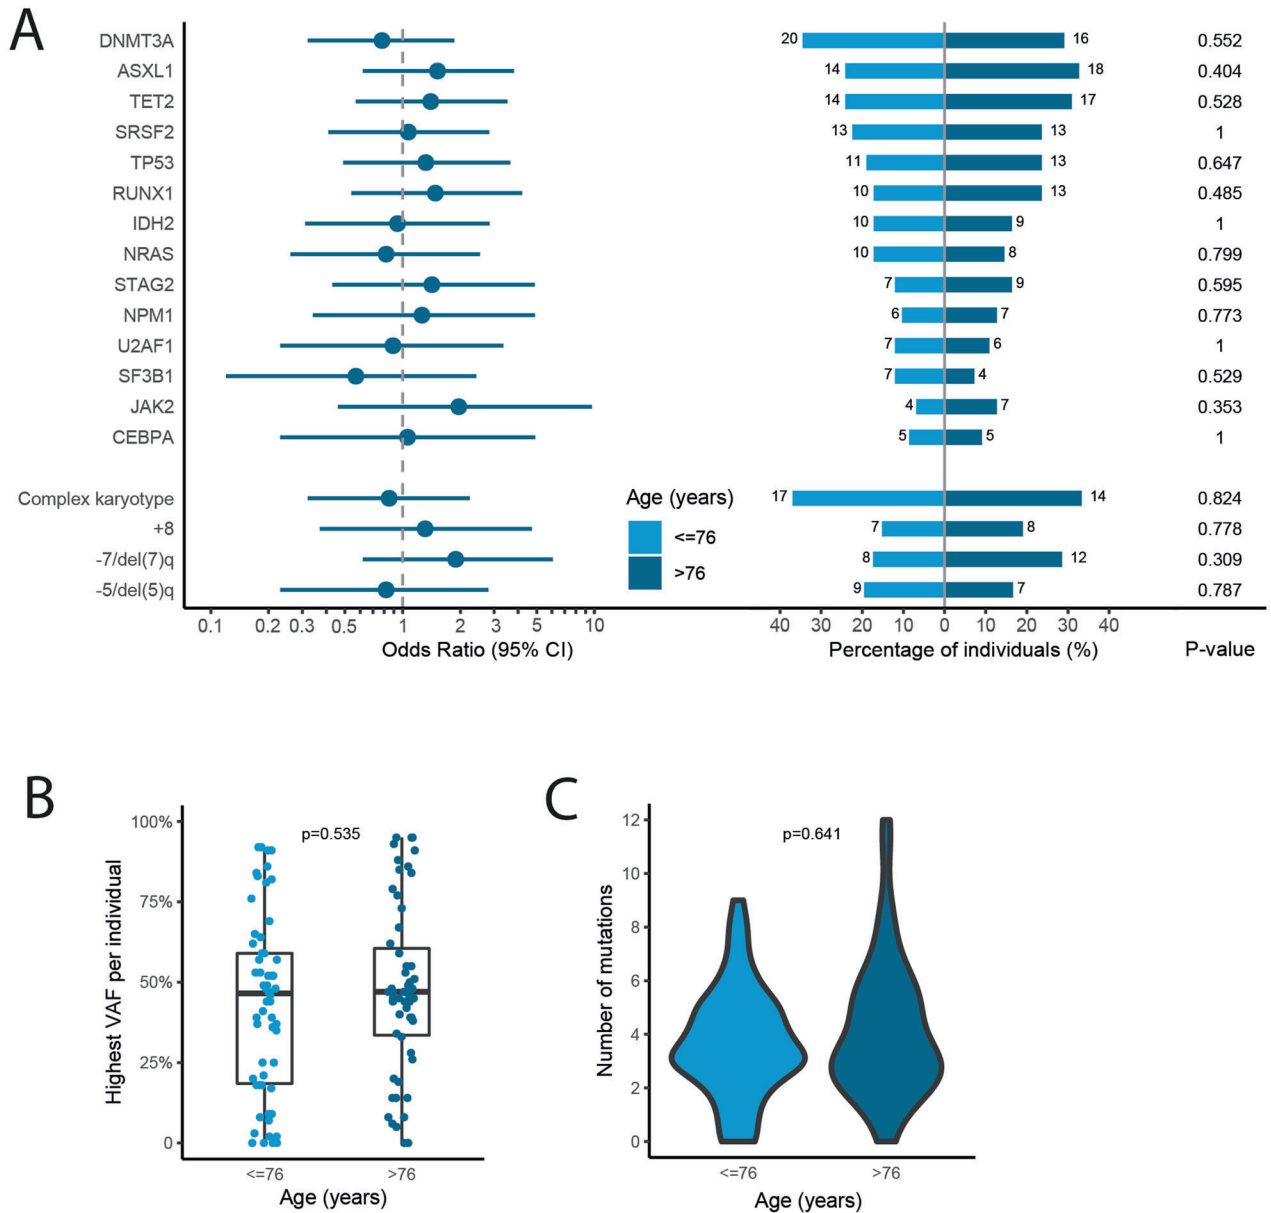 A
DNMT3A 20 16 0.552
ASXL1 14 18 0.404
TET2 14 17 0.528
SRSF2 13 13 1
TP53 11 13 0.647
RUNX1 10 13 0.485
IDH2 10 9 1
NRAS 10 8 0.799
STAG2 7 9 0.595
NPM1 6 7 0.773
U2AF1 7 6 1
SF3B1 7 4 0.529
JAK2 4 7 0.353
CEBPA 5 5 1
Complex karyotype 17 14 0.824
+8 7 8 0.778
-7/del(7)q 8 12 0.309
-5/del(5)q 9 7 0.787
Age (years)
<=76
>76
0.1 0.2 0.3 0.5 1 2 3 5 10
40 30 20 10 0 10 20 30 40
Odds Ratio (95% CI)
Percentage of individuals (%)
P-value
B
p=0.535
100%
75%
50%
25%
0
Highest VAF per individual
<=76 >76
Age (years)
C
p=0.641
12
10
8
6
4
2
0
Number of mutations
<=76 >76
Age (years)